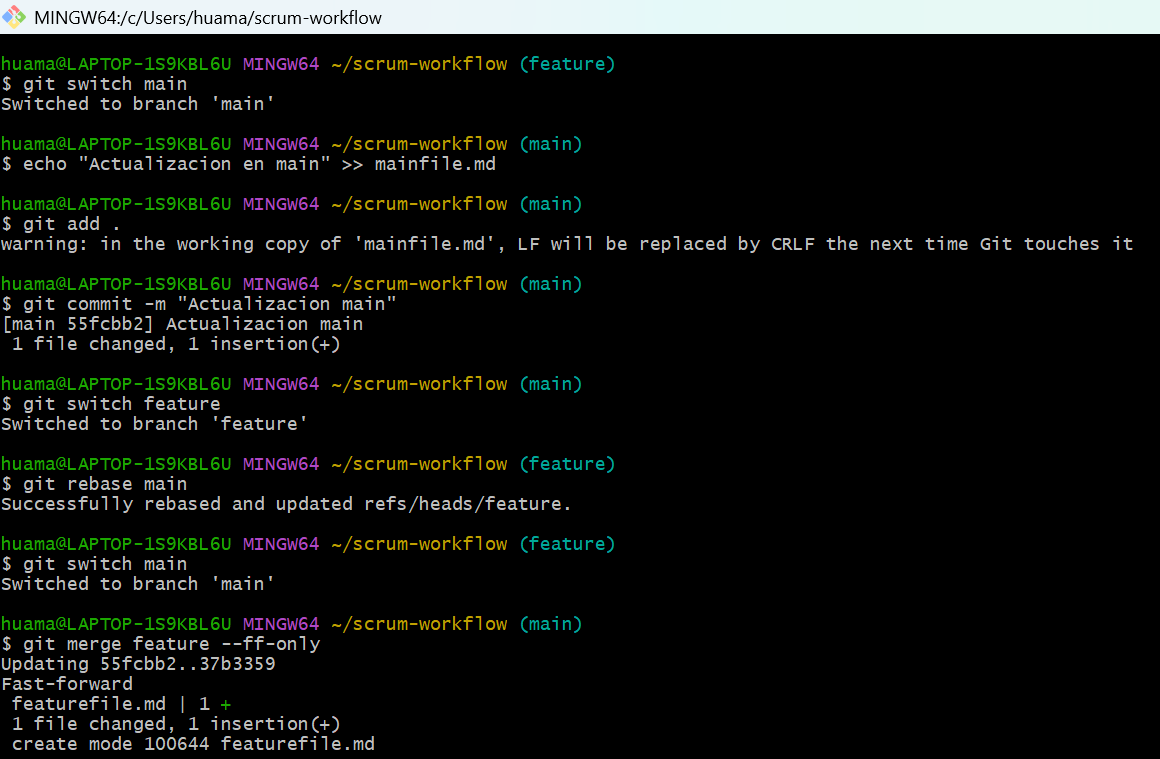 MINGW64:/c/Users/huama/scrum-workflow
huama@LAPTOP-1S9KBL6U MINGW64 ~/scrum-workflow (feature)
$ git switch main
Switched to branch 'main'
huama@LAPTOP-1S9KBL6U MINGW64 ~/scrum-workflow (main)
$ echo "Actualizacion en main" >> mainfile.md
huama@LAPTOP-1S9KBL6U MINGW64 ~/scrum-workflow (main)
$ git add .
warning: in the working copy of 'mainfile.md', LF will be replaced by CRLF the next time Git touches it
huama@LAPTOP-1S9KBL6U MINGW64 ~/scrum-workflow (main)
$ git commit -m "Actualizacion main"
[main 55fcbb2] Actualizacion main
 1 file changed, 1 insertion(+)
huama@LAPTOP-1S9KBL6U MINGW64 ~/scrum-workflow (main)
$ git switch feature
Switched to branch 'feature'
huama@LAPTOP-1S9KBL6U MINGW64 ~/scrum-workflow (feature)
$ git rebase main
Successfully rebased and updated refs/heads/feature.
huama@LAPTOP-1S9KBL6U MINGW64 ~/scrum-workflow (feature)
$ git switch main
Switched to branch 'main'
huama@LAPTOP-1S9KBL6U MINGW64 ~/scrum-workflow (main)
$ git merge feature --ff-only
Updating 55fcbb2..37b3359
Fast-forward
 featurefile.md | 1 +
 1 file changed, 1 insertion(+)
 create mode 100644 featurefile.md